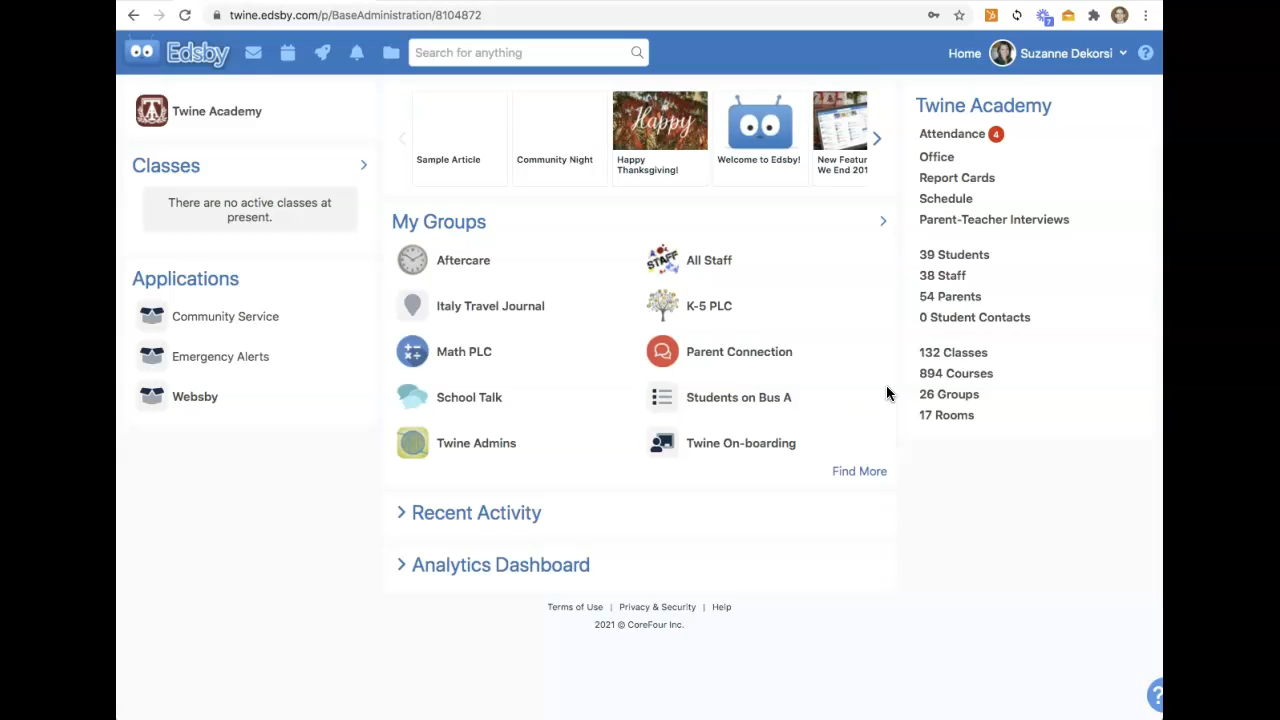 twine.edsby.com/p/BaseAdministration/8104872
7
Edsby
Search for anything
Home
Suzanne Dekorsi
?
Twine Academy
Classes
There are no active classes at
present.
Applications
Community Service
Emergency Alerts
Websby
Sample Article
Community Night
Happy
Happy
Thanksgiving!
Welcome to Edsby!
New Featur
We End 201
My Groups
Aftercare
STAFF
All Staff
Italy Travel Journal
K-5 PLC
Math PLC
Parent Connection
School Talk
Students on Bus A
Twine Admins
Twine On-boarding
Find More
Recent Activity
Analytics Dashboard
Terms of Use | Privacy & Security | Help
2021 © CoreFour Inc.
Twine Academy
Attendance 4
Office
Report Cards
Schedule
Parent-Teacher Interviews
39 Students
38 Staff
54 Parents
0 Student Contacts
132 Classes
894 Courses
26 Groups
17 Rooms
?